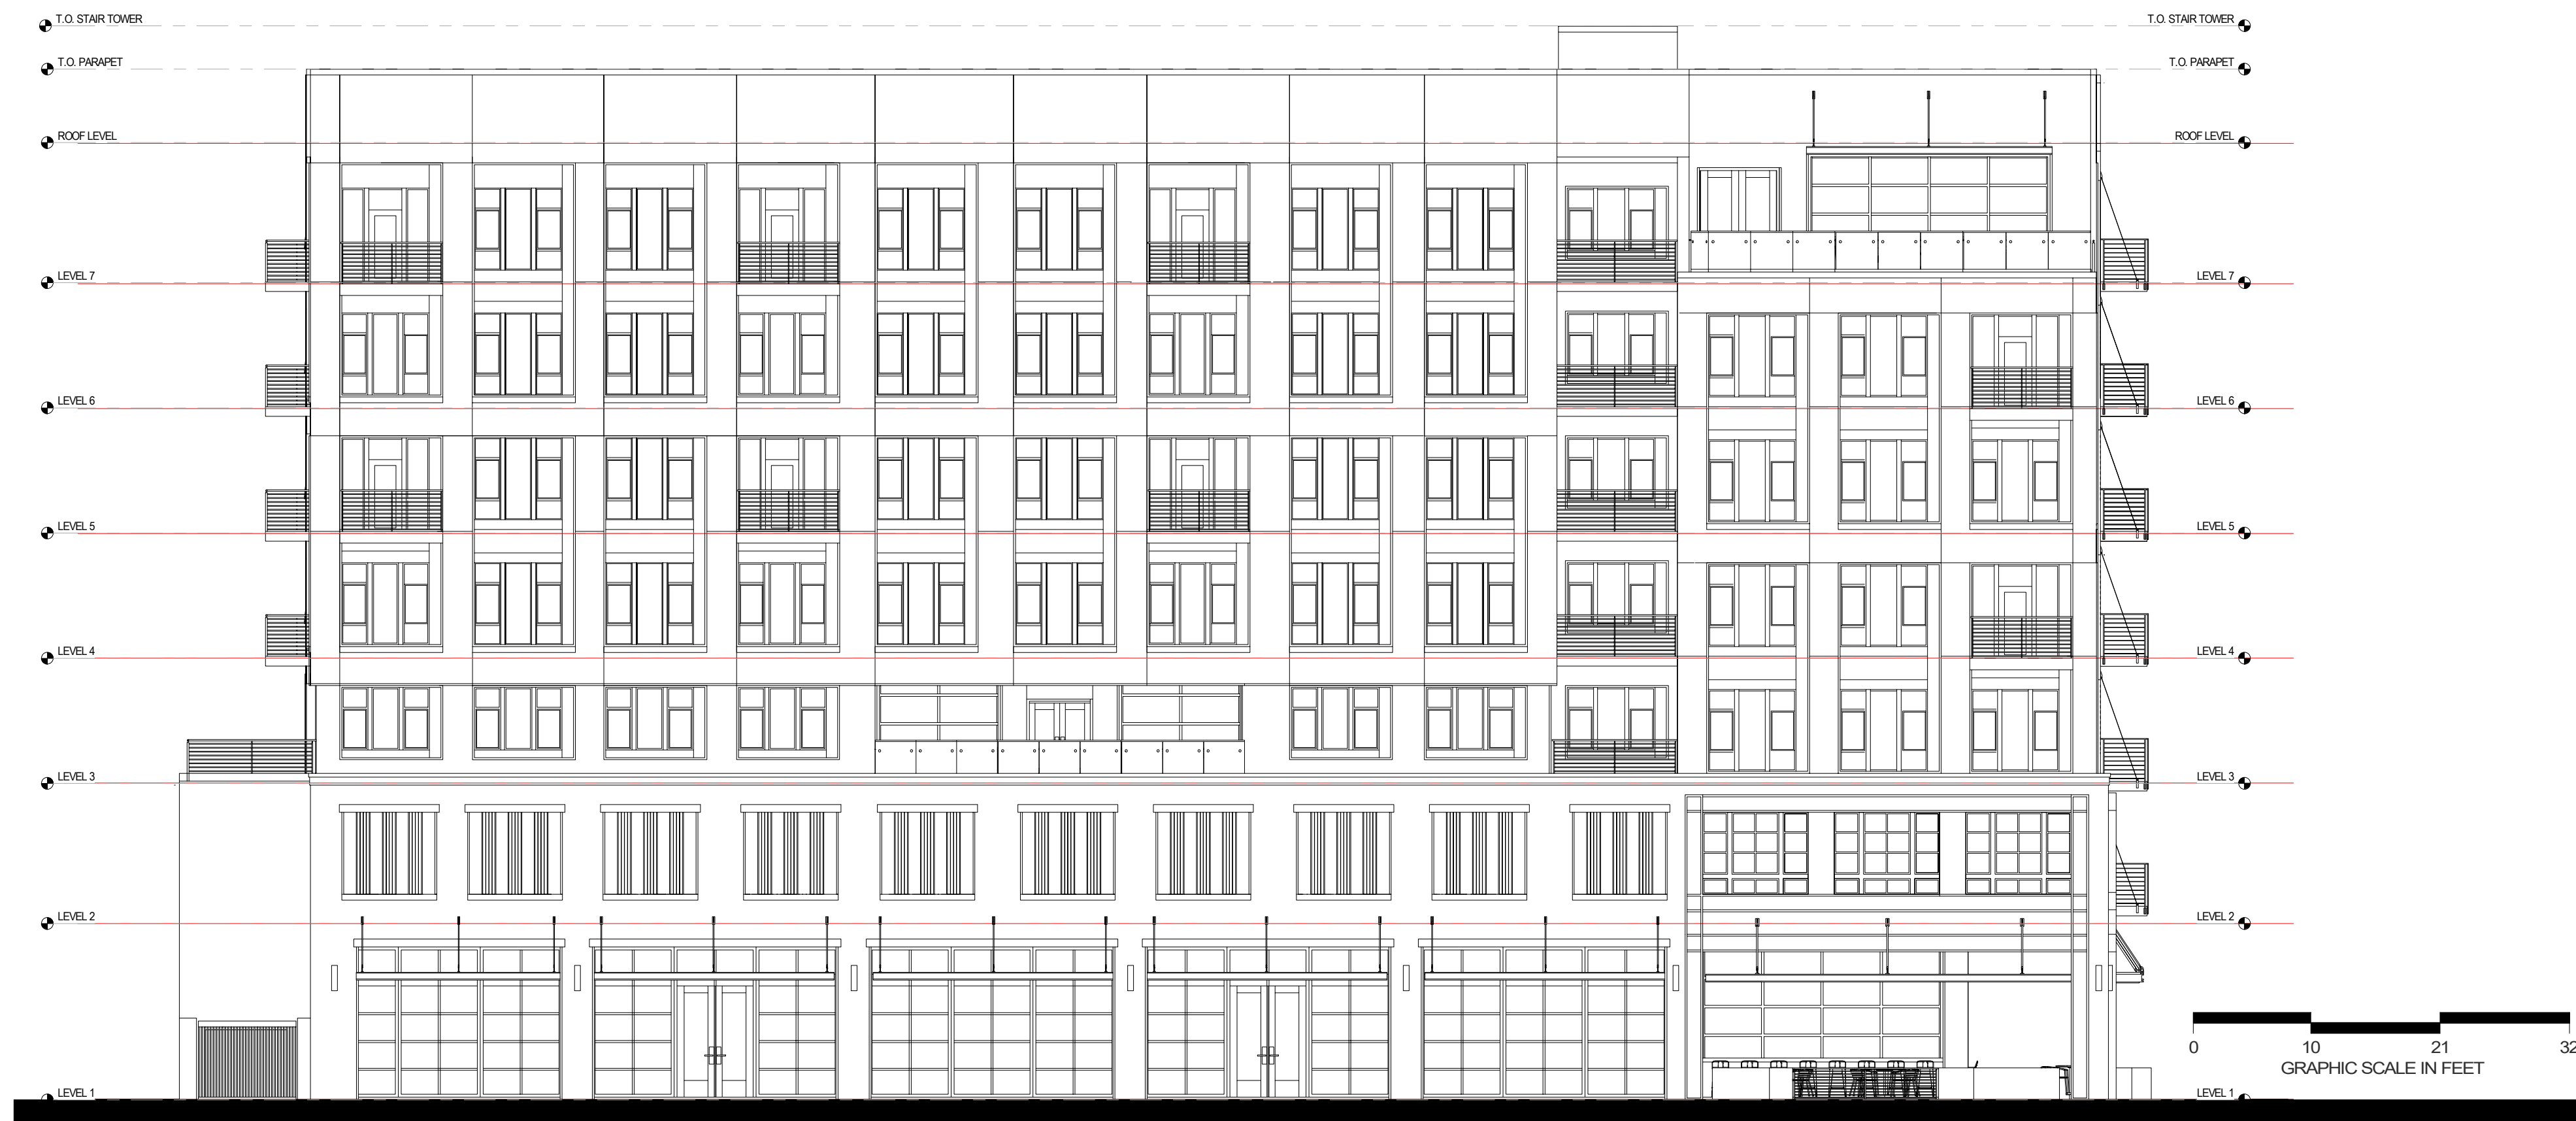 T.O. STAIR TOWER T.O. STAIR TOWER
T.O. PARAPET T.O. PARAPET
ROOF LEVEL ROOF LEVEL
LEVEL 7 LEVEL 7
LEVEL 6 LEVEL 6
LEVEL 5 LEVEL 5
LEVEL 4 LEVEL 4
LEVEL 3 LEVEL 3
LEVEL 2 LEVEL 2
0 10 21 32
GRAPHIC SCALE IN FEET
LEVEL 1 LEVEL 1